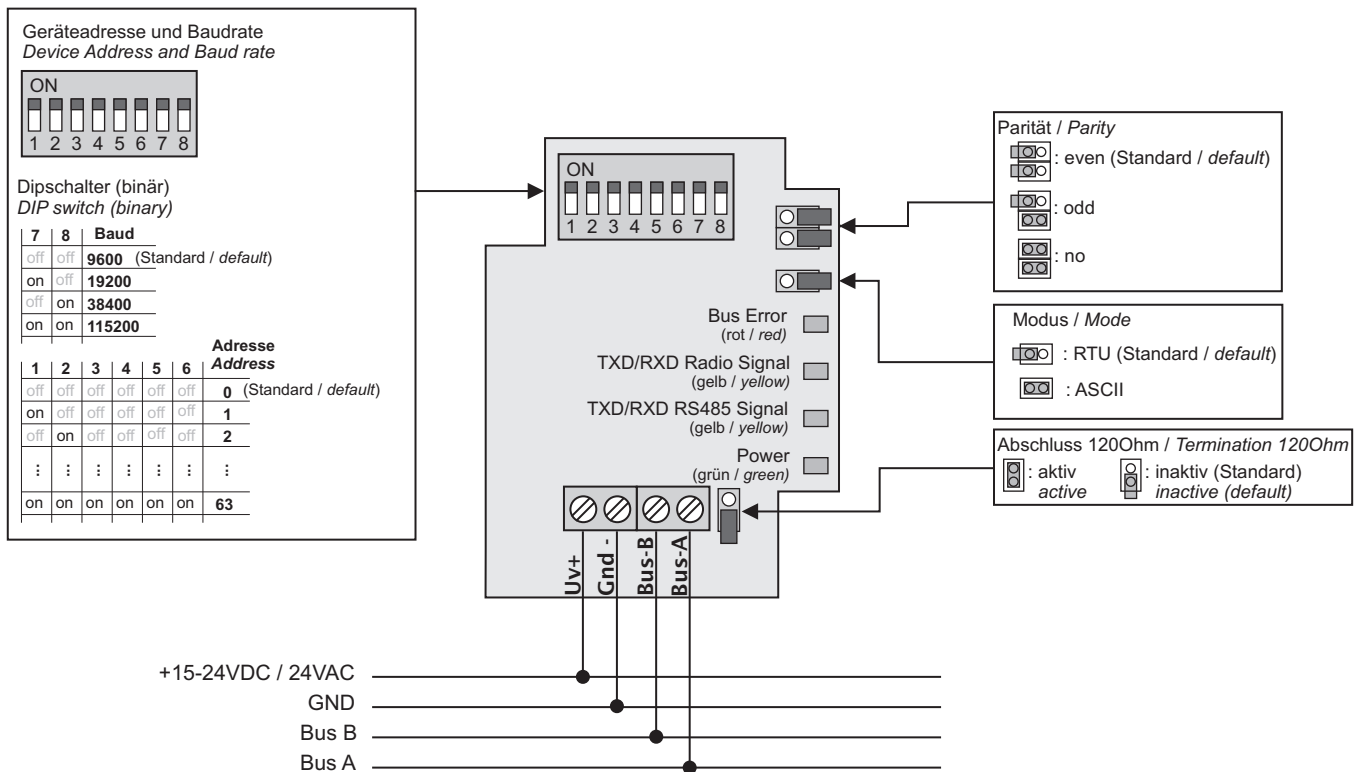 Geräteadresse und Baudrate
Device Address and Baud rate
ON
1 2 3 4 5 6 7 8
Dipschalter (binär)
DIP switch (binary)
7 8 Baud
off off 9600 (Standard / default)
on off 19200
off on 38400
on on 115200
Adresse
1 2 3 4 5 6 Address
off off off off off off 0 (Standard / default)
on off off off off off 1
off on off off off off 2
⋮ ⋮ ⋮ ⋮ ⋮ ⋮ ⋮
on on on on on on 63
ON
1 2 3 4 5 6 7 8
Bus Error
(rot / red)
TXD/RXD Radio Signal
(gelb / yellow)
TXD/RXD RS485 Signal
(gelb / yellow)
Power
(grün / green)
Uv+
Gnd -
Bus-B
Bus-A
Parität / Parity
: even (Standard / default)
: odd
: no
Modus / Mode
: RTU (Standard / default)
: ASCII
Abschluss 120Ohm / Termination 120Ohm
: aktiv
active
: inaktiv (Standard)
inactive (default)
+15-24VDC / 24VAC
GND
Bus B
Bus A